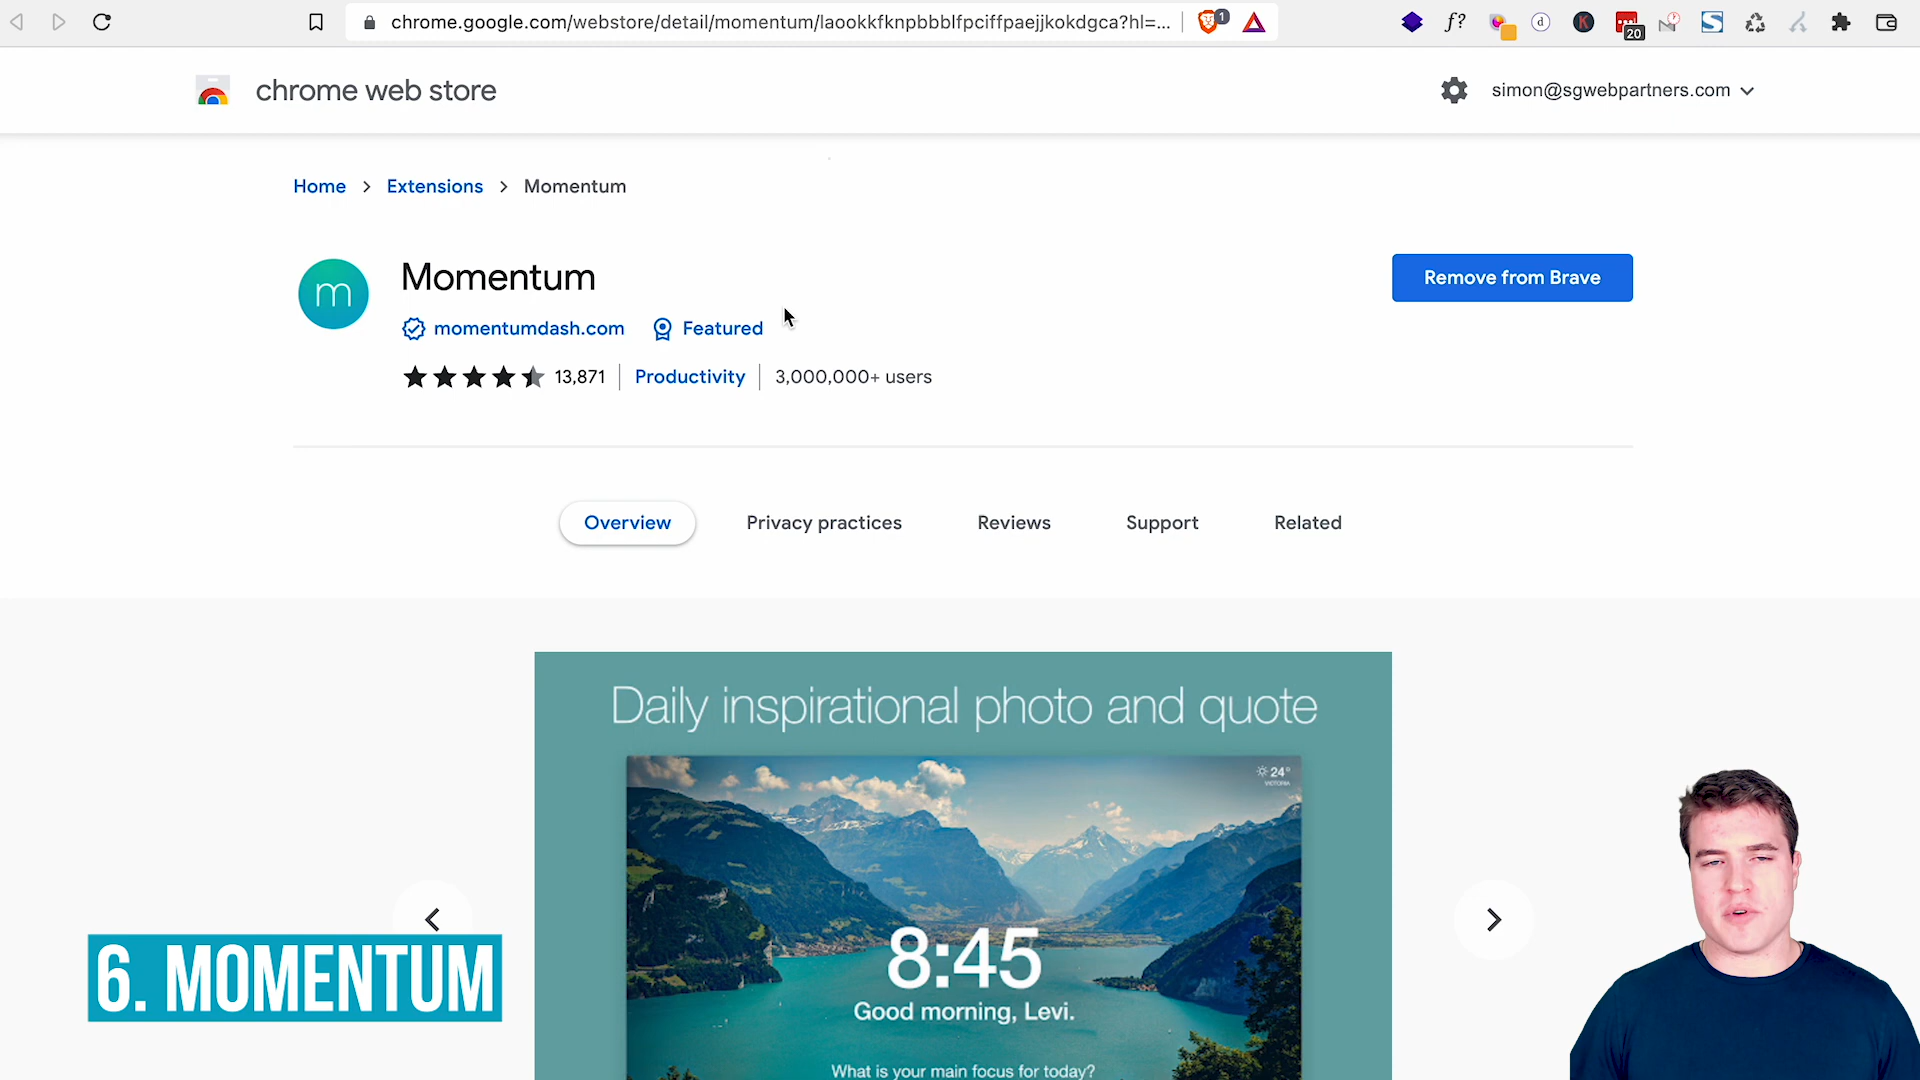 chrome.google.com/webstore/detail/momentum/laookkfknpbbblfpciffpaejjkokdgca?hl=...
1
f?
d
K
20
S
chrome web store
simon@sgwebpartners.com
Home > Extensions > Momentum
m
Momentum
Remove from Brave
momentumdash.com
Featured
13,871
Productivity
3,000,000+ users
Overview
Privacy practices
Reviews
Support
Related
Daily inspirational photo and quote
24°
VICTORIA
8:45
Good morning, Levi.
What is your main focus for today?
6. MOMENTUM